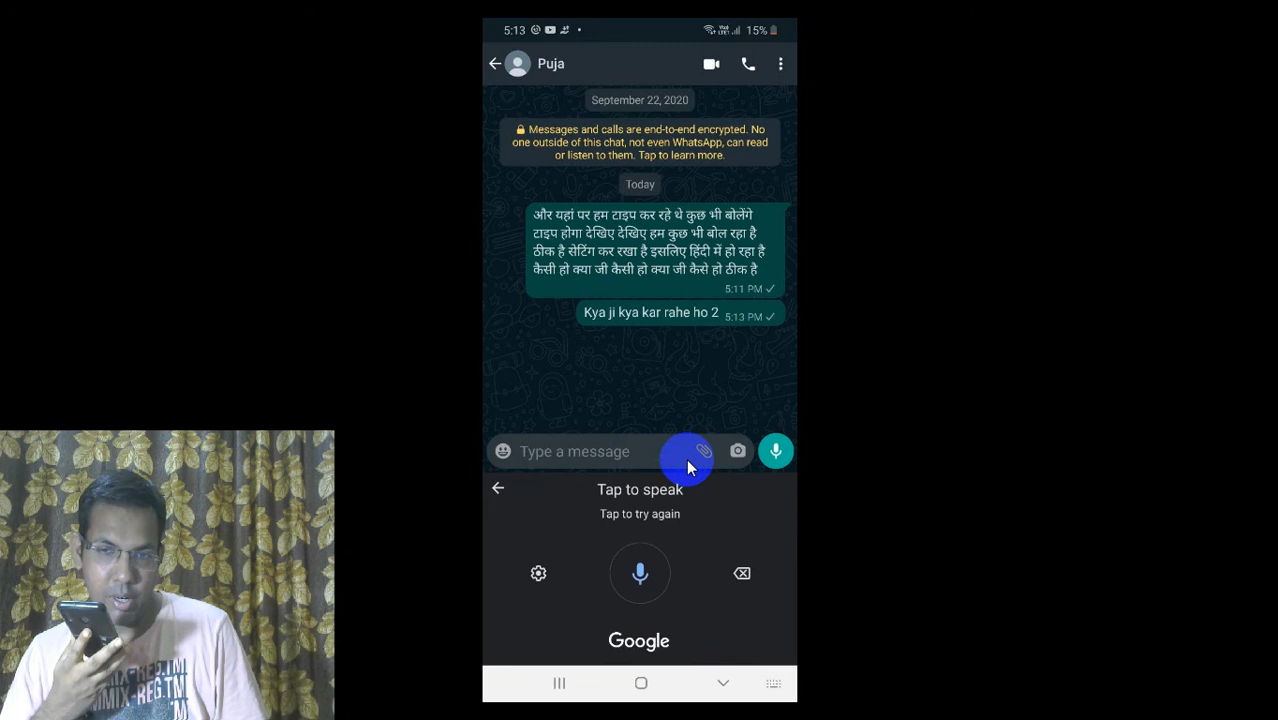 5:13
15%
Puja
September 22, 2020
Messages and calls are end-to-end encrypted. No
one outside of this chat, not even WhatsApp, can read
or listen to them. Tap to learn more.
Today
और यहां पर हम टाइप कर रहे थे कुछ भी बोलेंगे
टाइप होगा देखिए देखिए हम कुछ भी बोल रहा है
ठीक है सेटिंग कर रखा है इसलिए हिंदी में हो रहा है
कैसी हो क्या जी कैसी हो क्या जी कैसे हो ठीक है
5:11 PM
Kya ji kya kar rahe ho 2 5:13 PM
Type a message
Tap to speak
Tap to try again
Google